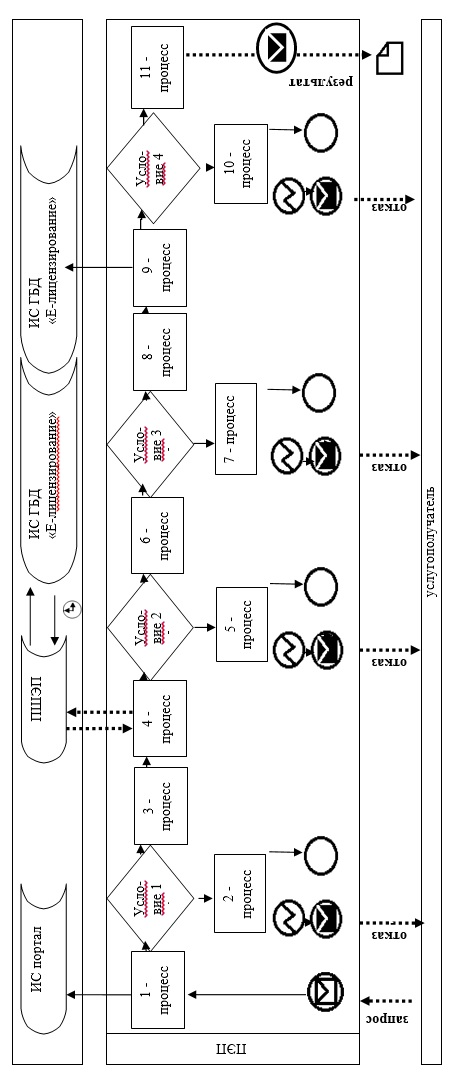 ИС портал
ПЭШП
ИС ГБД
«Е-лицензирование»
ИС ГБД
«Е-лицензирование»
ПЭП
1 -
процесс
Усло-
вие 1
3 -
процесс
4 -
процесс
Усло-
вие 2
6 -
процесс
Усло-
вие 3
8 -
процесс
9 -
процесс
Усло-
вие 4
11 -
процесс
2 -
процесс
5 -
процесс
7 - процесс
10 -
процесс
результат
запрос
отказ
отказ
отказ
отказ
услугополучатель